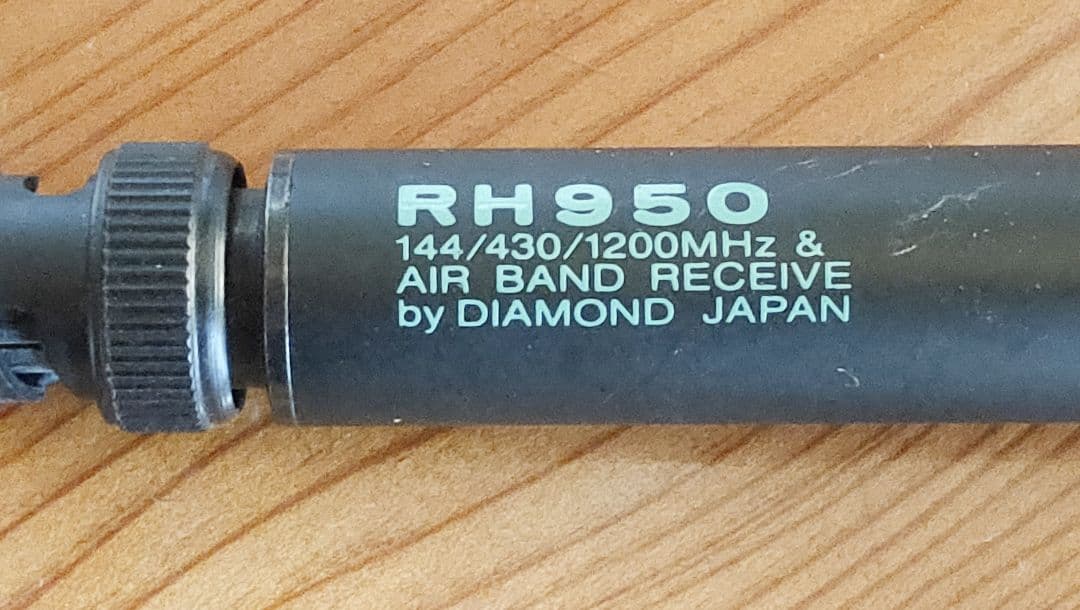 RH950
144/430/1200MHz &
AIR BAND RECEIVE
by DIAMOND JAPAN